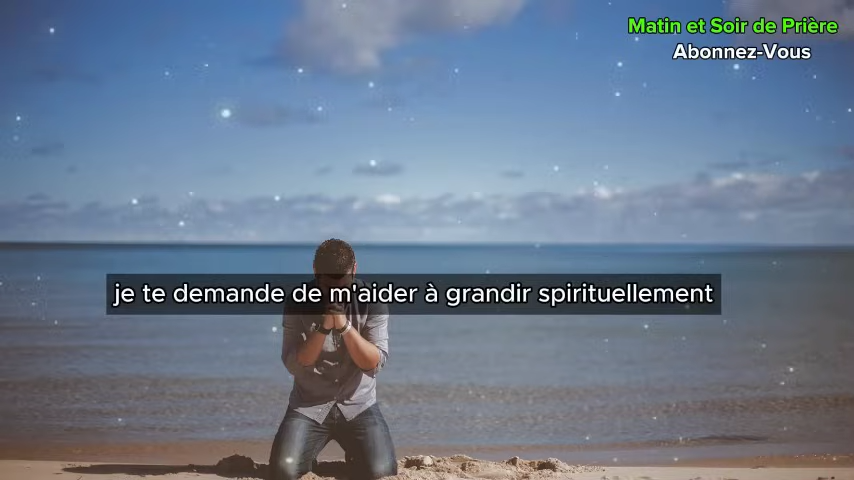 Matin et Soir de Prière
Abonnez-Vous
je te demande de m'aider à grandir spirituellement